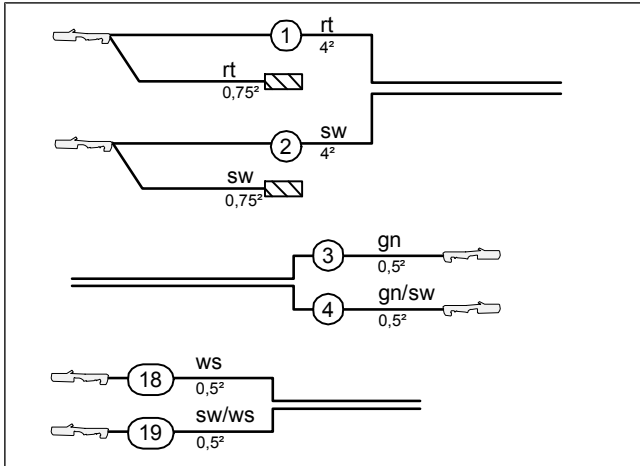 1 rt
4²
rt
0,75²
2 sw
4²
sw
0,75²
3 gn
0,5²
4 gn/sw
0,5²
18 ws
0,5²
19 sw/ws
0,5²